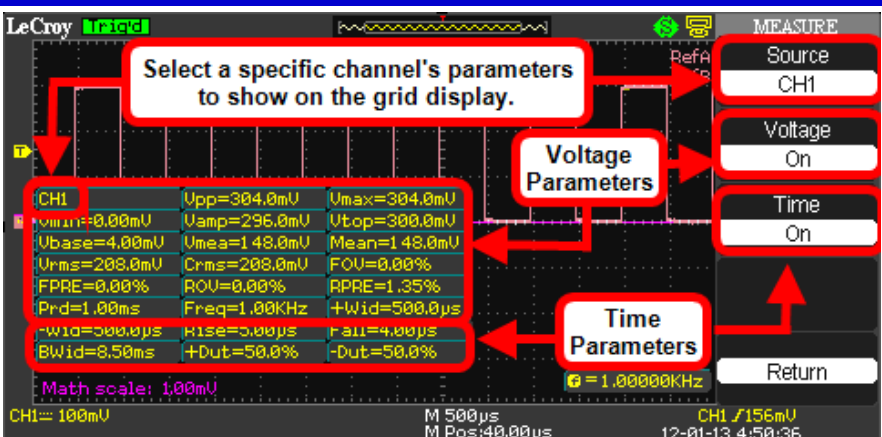 LeCroy Trig'd MEASURE
RefA
Select a specific channel's parameters
to show on the grid display.
Source
CH1
T
Voltage
Parameters
Voltage
On
CH1 Vpp=304.0mV Vmax=304.0mV
Vmin=0.00mV Vamp=296.0mV Vtop=300.0mV
Vbase=4.00mV Vmea=148.0mV Mean=148.0mV
Vrms=208.0mV Crms=208.0mV FOV=0.00%
FPRE=0.00% ROV=0.00% RPRE=1.35%
Prd=1.00ms Freq=1.00KHz +Wid=500.0µs
-Wid=500.0µs Rise=5.00µs Fall=4.00µs
BWid=8.50ms +Dut=50.0% -Dut=50.0%
Time
On
Time
Parameters
Math scale: 1.00mV
=1.00000KHz
Return
CH1 100mV M 500µs CH1 156mV
M Pos:40.00µs 12-01-13 4:50:36